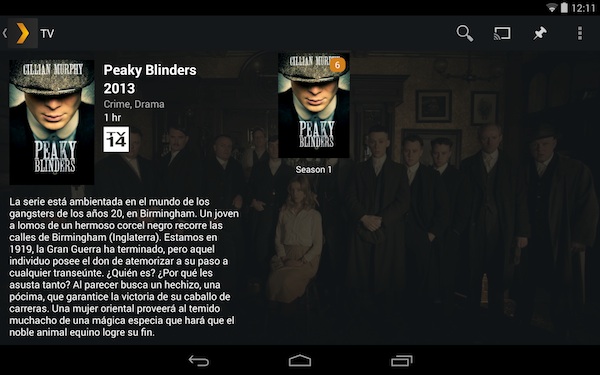 12:11
TV
CILLIAN MURPHY
PEAKY
BLINDERS
Peaky Blinders
2013
Crime, Drama
1 hr
TV
14
CILLIAN MURPHY
6
PEAKY
BLINDERS
Season 1
La serie está ambientada en el mundo de los
gangsters de los años 20, en Birmingham. Un joven
a lomos de un hermoso corcel negro recorre las
calles de Birmingham (Inglaterra). Estamos en
1919, la Gran Guerra ha terminado, pero aquel
individuo posee el don de atemorizar a su paso a
cualquier transeúnte. ¿Quién es? ¿Por qué les
asusta tanto? Al parecer busca un hechizo, una
pócima, que garantice la victoria de su caballo de
carreras. Una mujer oriental proveerá al temido
muchacho de una mágica especia que hará que el
noble animal equino logre su fin.